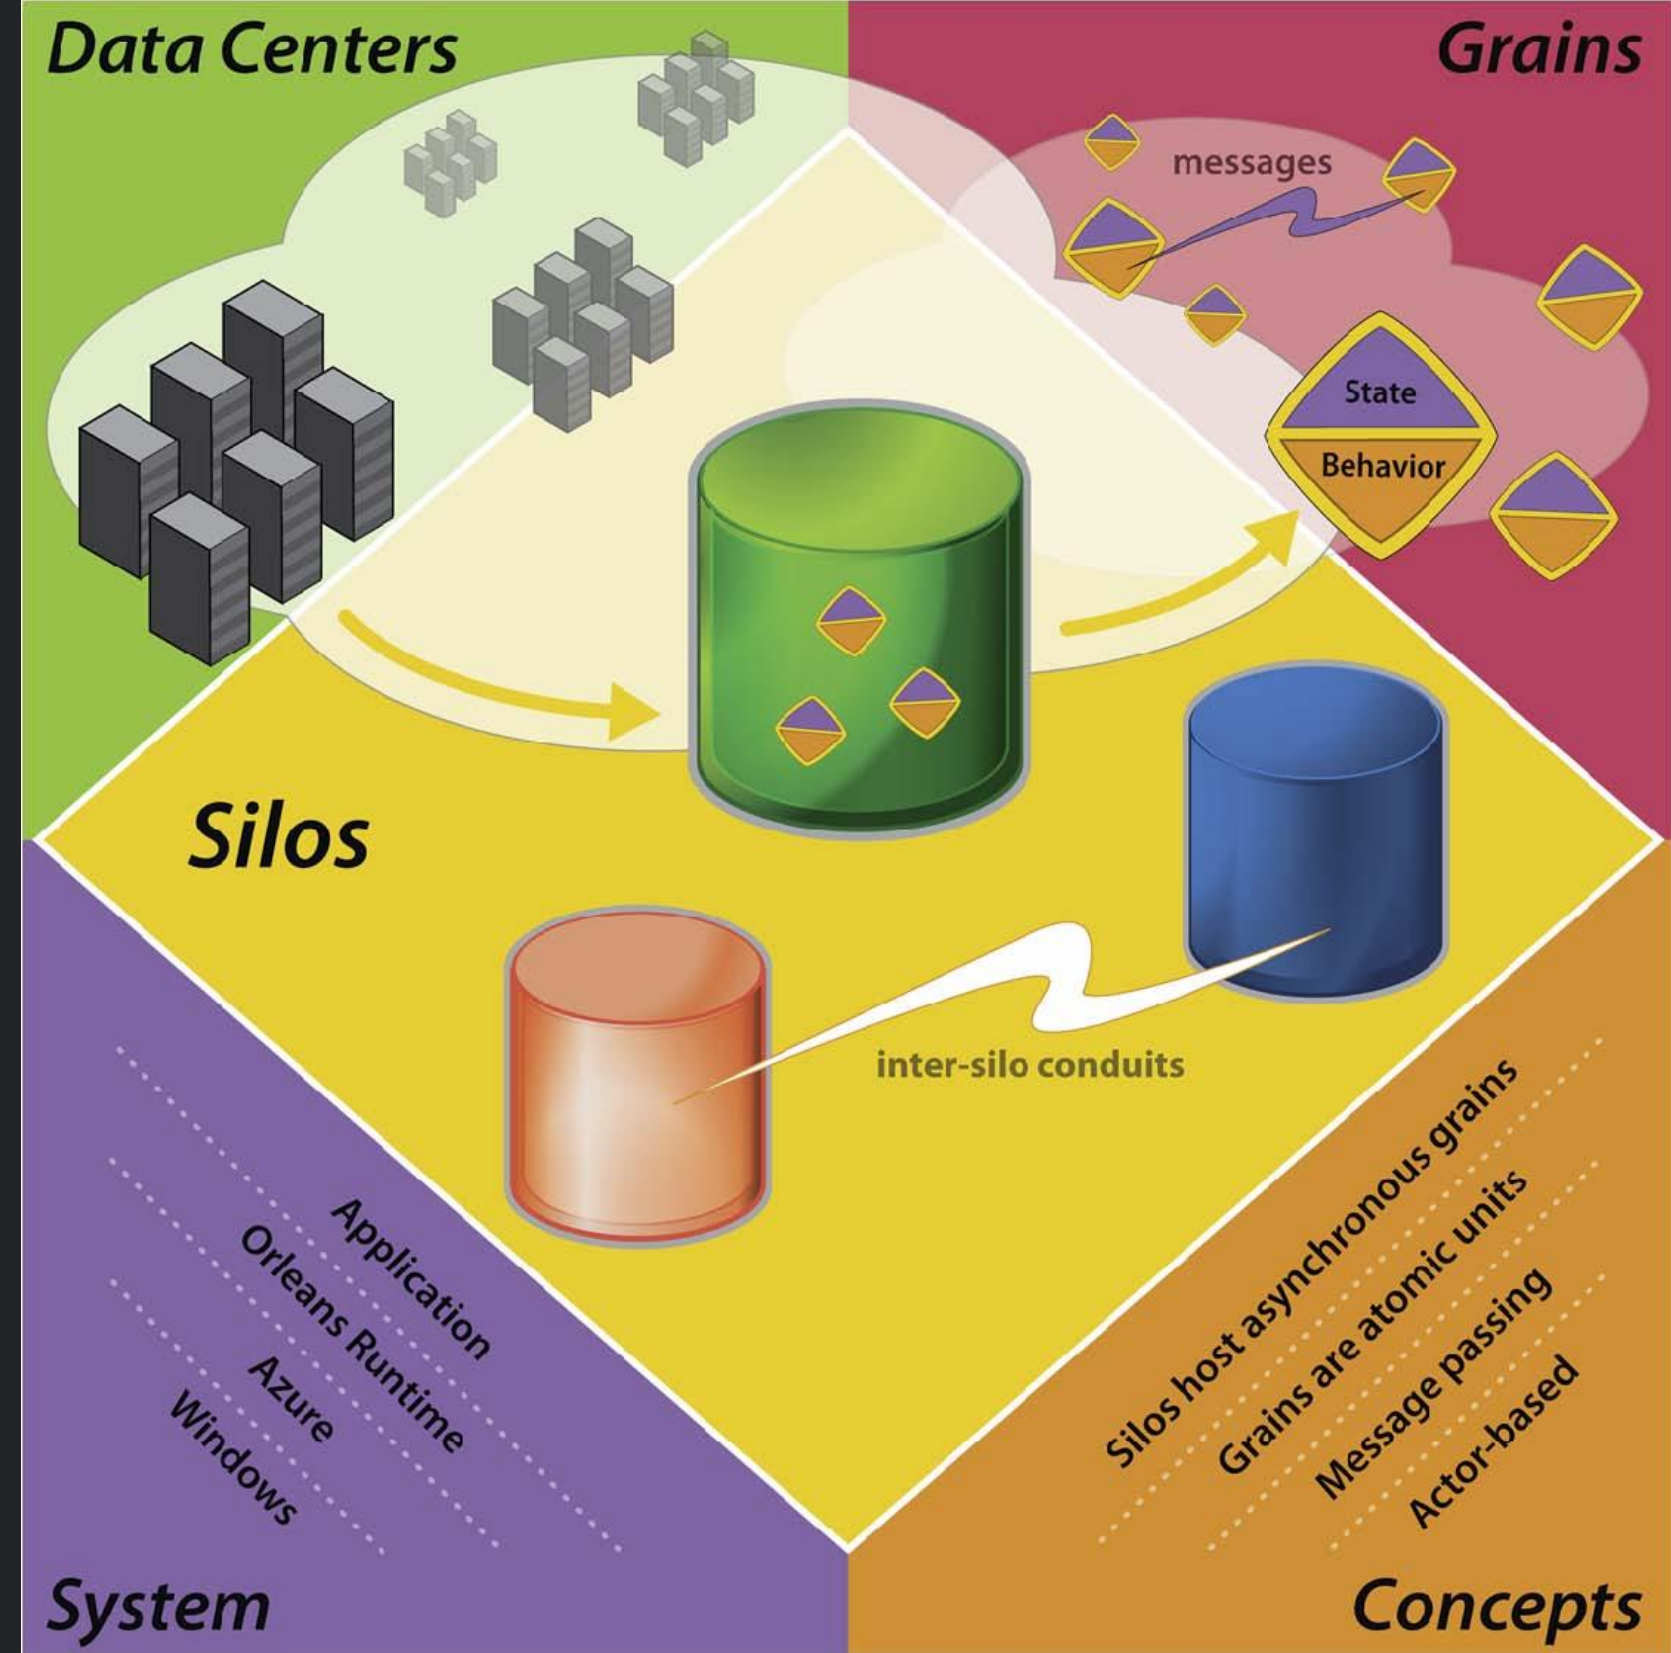 Data Centers
Grains
messages
State
Behavior
Silos
inter-silo conduits
Application
Orleans Runtime
Azure
Windows
System
Silos host asynchronous grains
Grains are atomic units
Message passing
Actor-based
Concepts